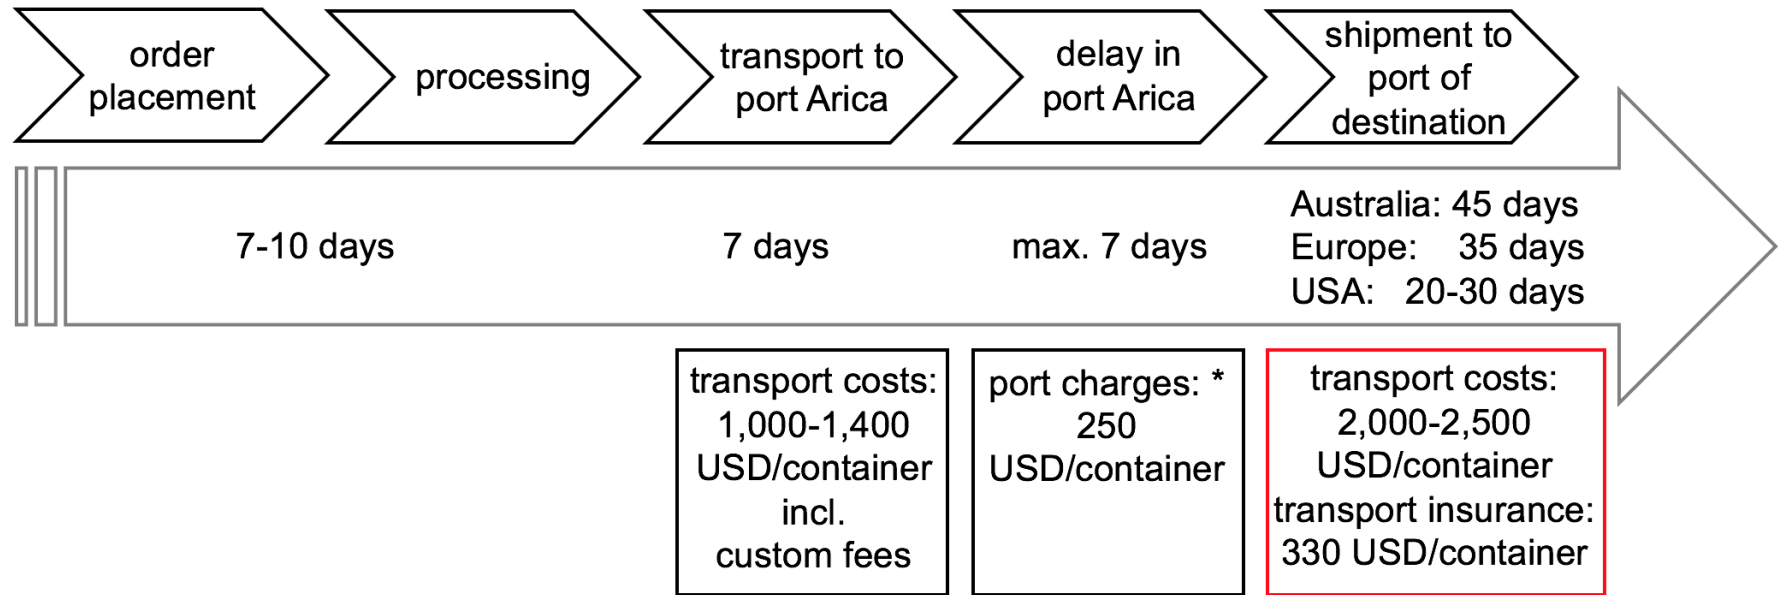 order
placement
processing
transport to
port Arica
delay in
port Arica
shipment to
port of
destination
7-10 days
7 days
max. 7 days
Australia: 45 days
Europe: 35 days
USA: 20-30 days
transport costs:
1,000-1,400
USD/container
incl.
custom fees
port charges: *
250
USD/container
transport costs:
2,000-2,500
USD/container
transport insurance:
330 USD/container